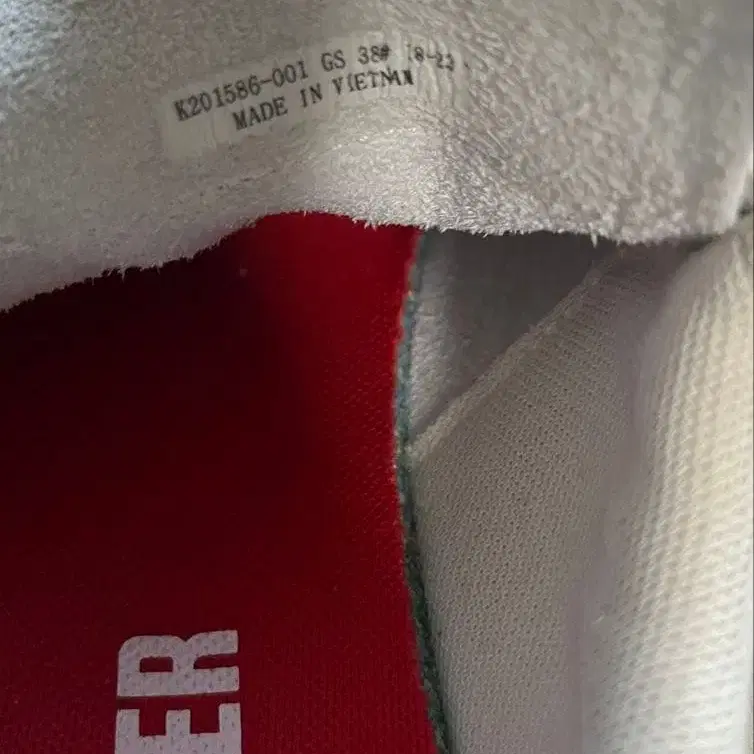 K201586-001 GS 38# 18-23
MADE IN VIETNAM
ER